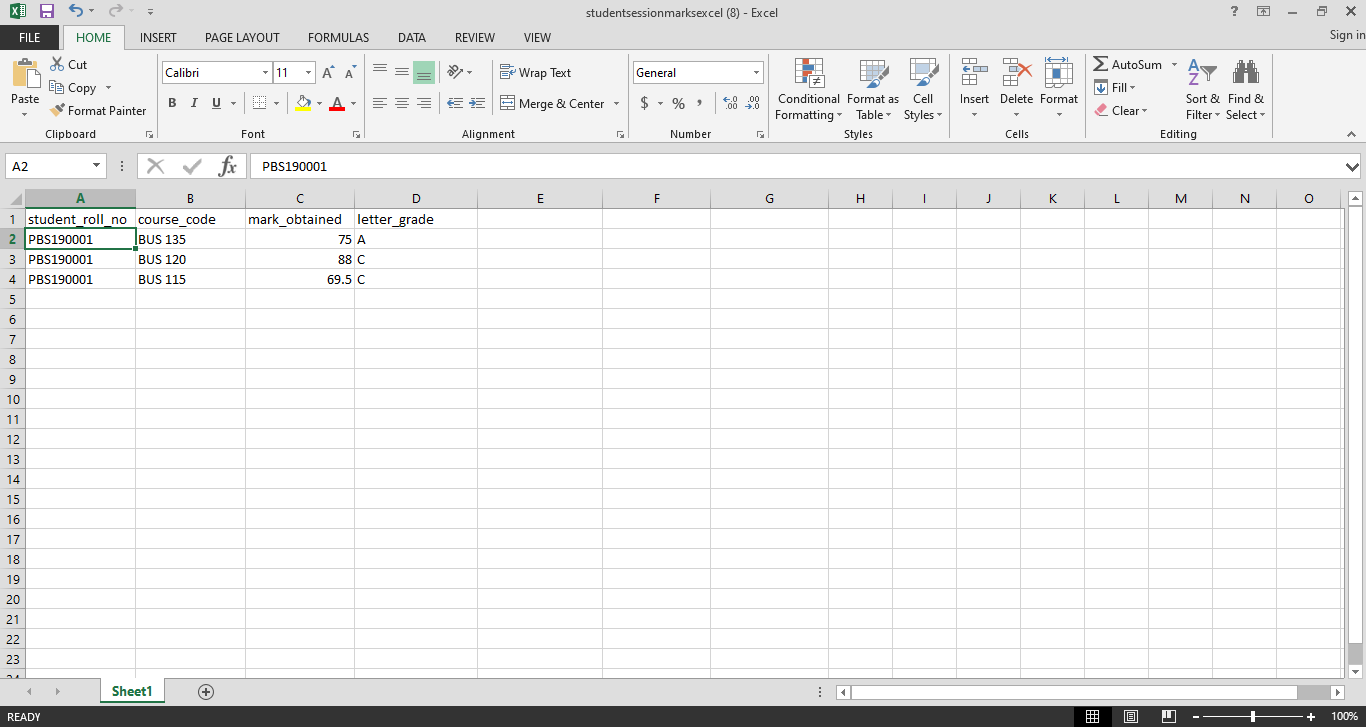 studentsessionmarksexcel (8) - Excel
?
FILE HOME INSERT PAGE LAYOUT FORMULAS DATA REVIEW VIEW Sign in
Paste
Cut
Copy
Format Painter
Clipboard
Calibri 11
B I U
Font
Wrap Text
Merge & Center
Alignment
General
$ % ,
Number
Conditional Formatting
Format as Table
Cell Styles
Styles
Insert Delete Format
Cells
AutoSum
Fill
Clear
Sort & Filter
Find & Select
Editing
A2 fx PBS190001
A B C D E F G H I J K L M N O
1 student_roll_no course_code mark_obtained letter_grade
2 PBS190001 BUS 135 75 A
3 PBS190001 BUS 120 88 C
4 PBS190001 BUS 115 69.5 C
5
6
7
8
9
10
11
12
13
14
15
16
17
18
19
20
21
22
23
Sheet1
READY 100%